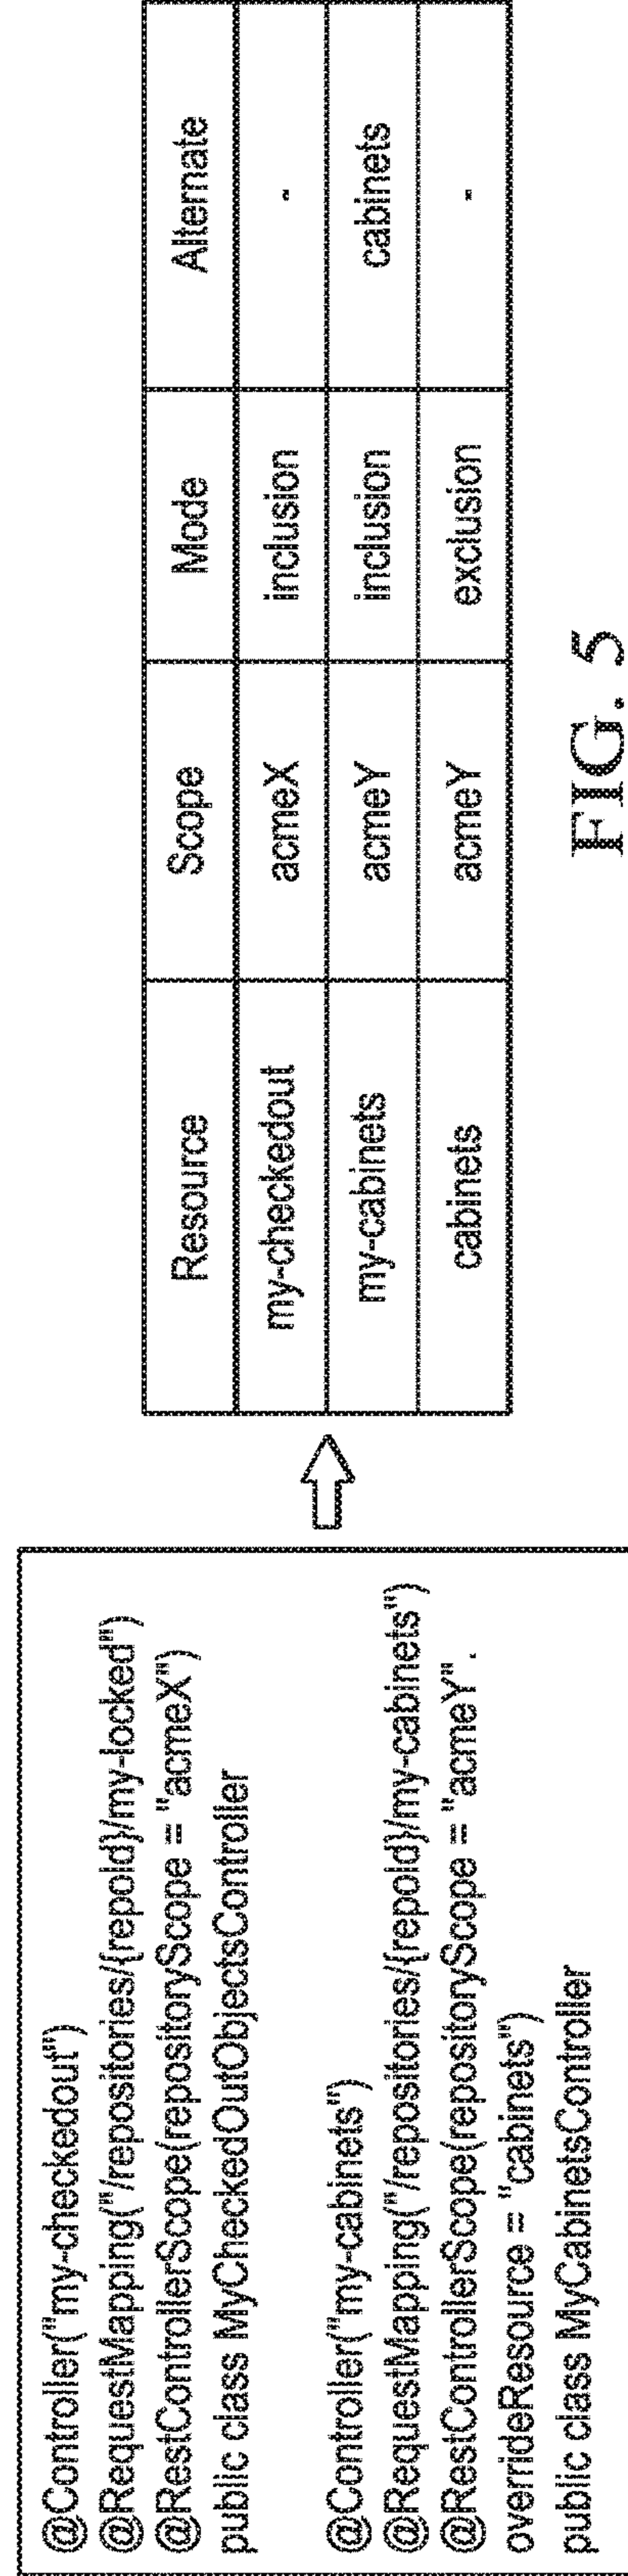 @Controller("my-checkedout")
@RequestMapping("/repositories/{repoId}/my-locked")
@RestControllerScope(repositoryScope = "acmeX")
public class MyCheckedOutObjectsController
@Controller("my-cabinets")
@RequestMapping("/repositories/{repoId}/my-cabinets")
@RestControllerScope(repositoryScope = "acmeY".
overrideResource = "cabinets")
public class MyCabinetsController
Resource Scope Mode Alternate
my-checkedout acmeX inclusion -
my-cabinets acmeY inclusion cabinets
cabinets acmeY exclusion -
FIG. 5